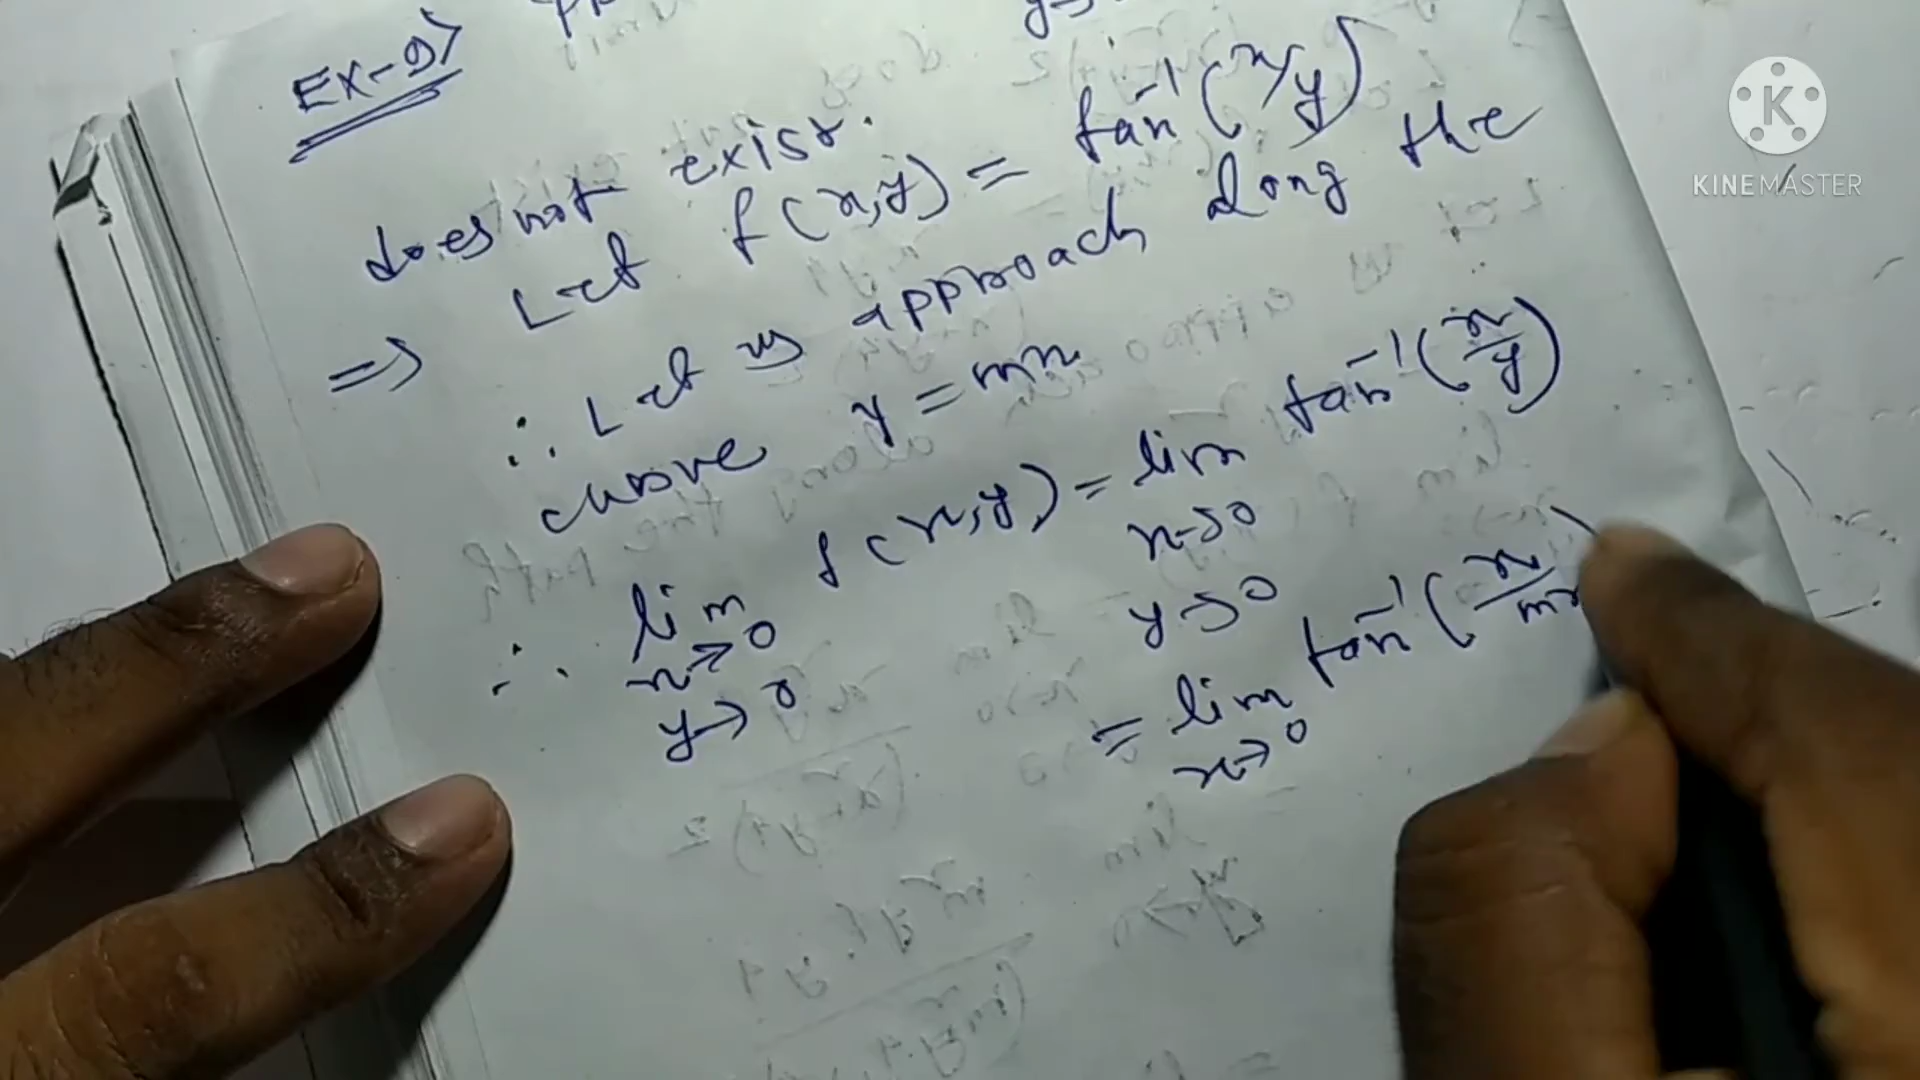 EX-9>
does not exist.
⇒ Let f(x,y) = tan⁻¹(x/y)
∴ Let us approach along the
curve y = mx
∴ lim f(x,y) = lim tan⁻¹(x/y)
x→0 x→0
y→0 y→0
= lim tan⁻¹(x/mx)
x→0
KINEMASTER